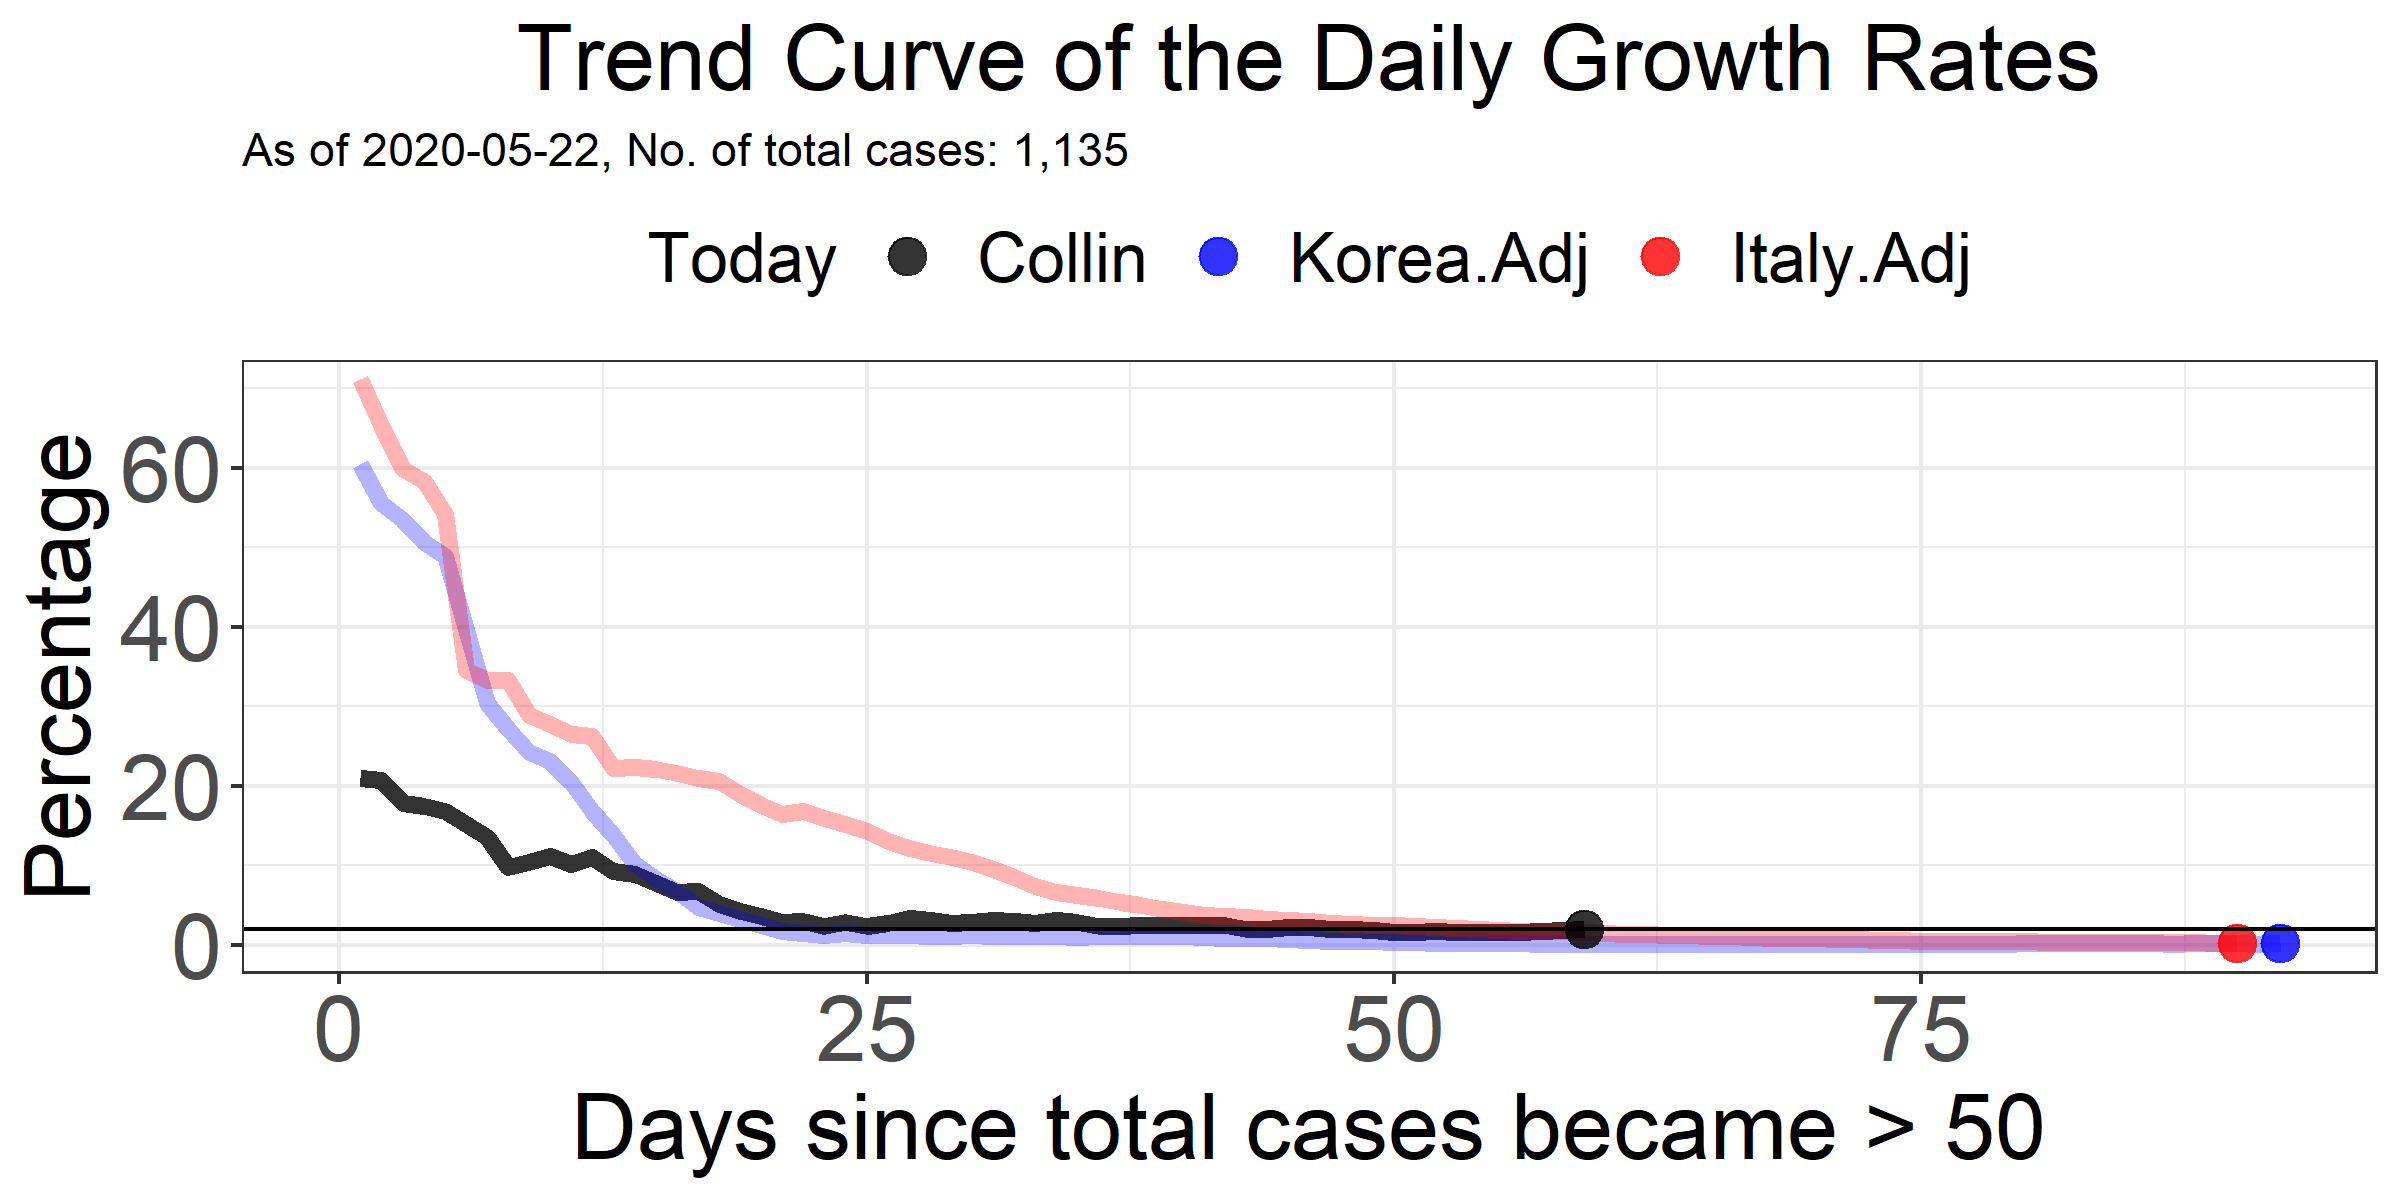 Trend Curve of the Daily Growth Rates
As of 2020-05-22, No. of total cases: 1,135
Today Collin Korea.Adj Italy.Adj
Percentage
60
40
20
0
0 25 50 75
Days since total cases became > 50